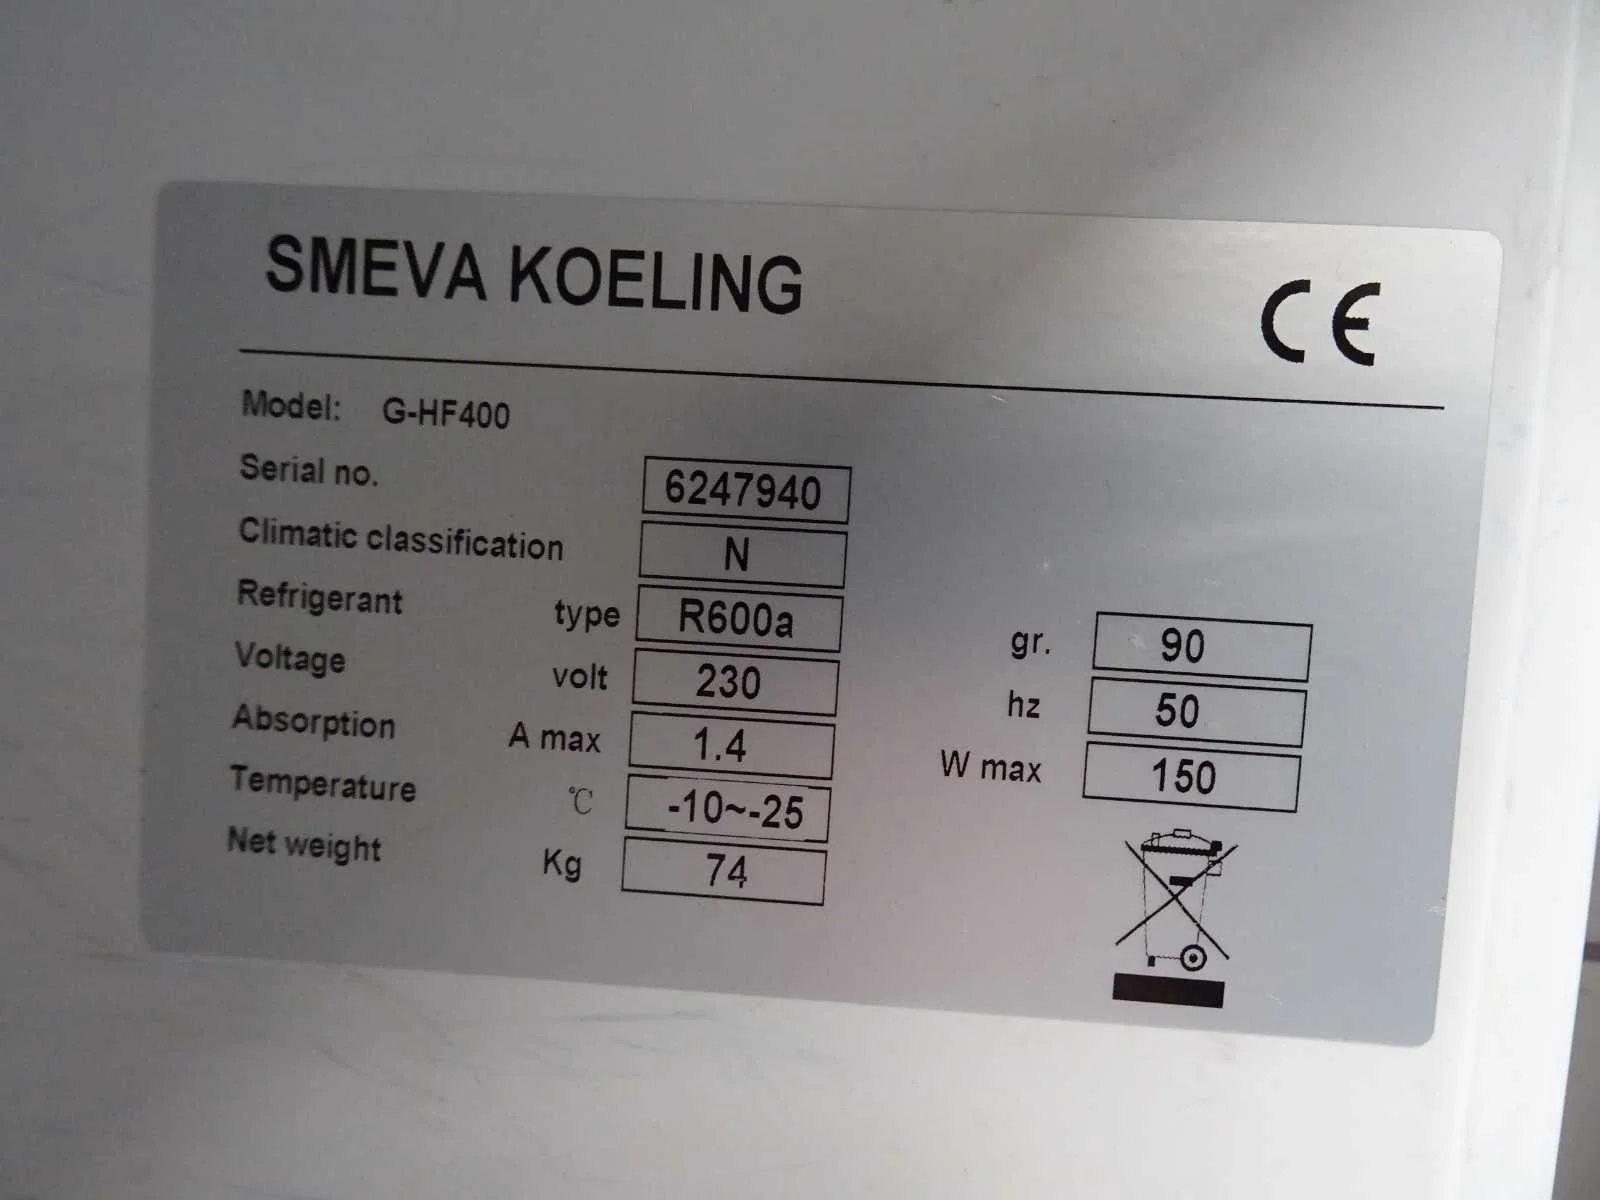 SMEVA KOELING
CE
Model: G-HF400
Serial no. 6247940
Climatic classification N
Refrigerant type R600a gr. 90
Voltage volt 230 hz 50
Absorption A max 1.4 W max 150
Temperature ℃ -10~-25
Net weight Kg 74